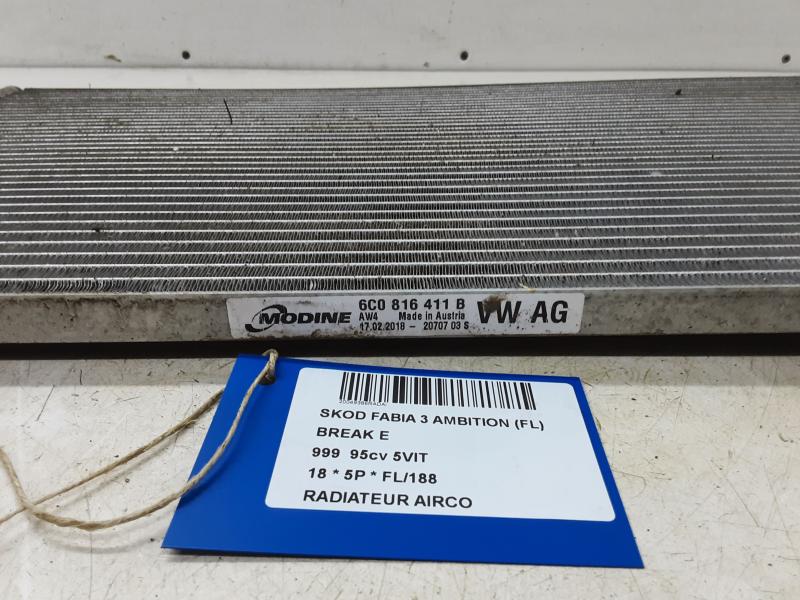 MODINE
6C0 816 411 B
AW4 Made in Austria
17.02.2018 - 20707 03 S
VW AG
SKOD FABIA 3 AMBITION (FL)
BREAK E
999 95cv 5VIT
18 * 5P * FL/188
RADIATEUR AIRCO